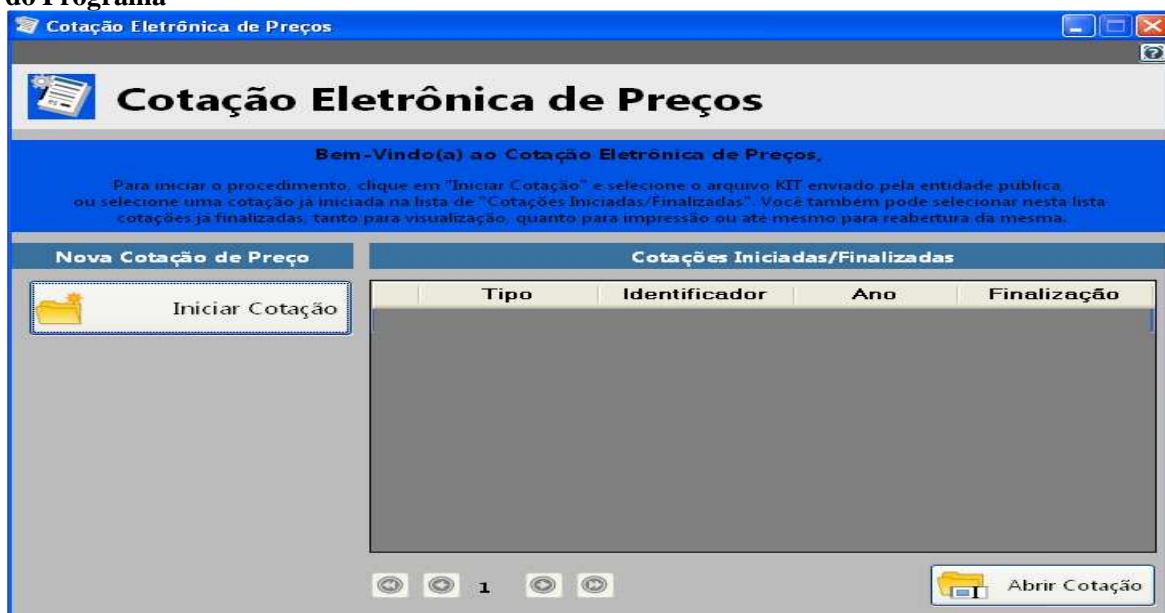 do Programa
Cotação Eletrônica de Preços
Cotação Eletrônica de Preços
Bem-Vindo(a) ao Cotação Eletrônica de Preços,
Para iniciar o procedimento, clique em "Iniciar Cotação" e selecione o arquivo KIT enviado pela entidade pública,
ou selecione uma cotação já iniciada na lista de "Cotações Iniciadas/Finalizadas". Você também pode selecionar nesta lista
cotações já finalizadas, tanto para visualização, quanto para impressão ou até mesmo para reabertura da mesma.
Nova Cotação de Preço
Cotações Iniciadas/Finalizadas
Iniciar Cotação
Tipo Identificador Ano Finalização
1
Abrir Cotação